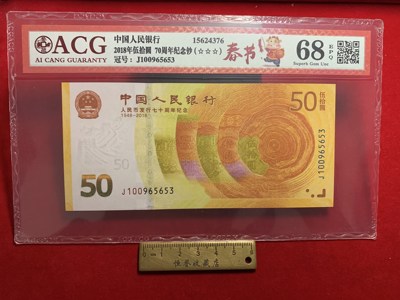 ACG
AI CANG GUARANTY
中国人民银行 15624376
2018年伍拾圆 70周年纪念钞(☆☆☆)
冠号: J100965653
春节
68 EPQ
Superb Gem Unc
中国人民银行
人民币发行七十周年纪念
1948-2018
50
伍拾圆
50
50
J100965653
J100965653